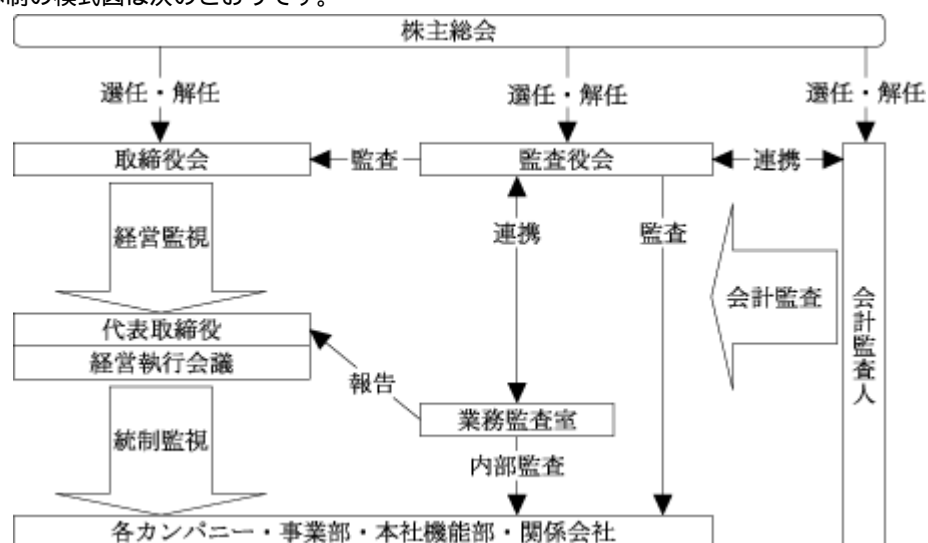 体制の模式図は次のとおりです。
株主総会
選任・解任
選任・解任
選任・解任
取締役会
監査
監査役会
連携
経営監視
連携
監査
会計監査
会計監査人
代表取締役
経営執行会議
報告
業務監査室
統制監視
内部監査
各カンパニー・事業部・本社機能部・関係会社